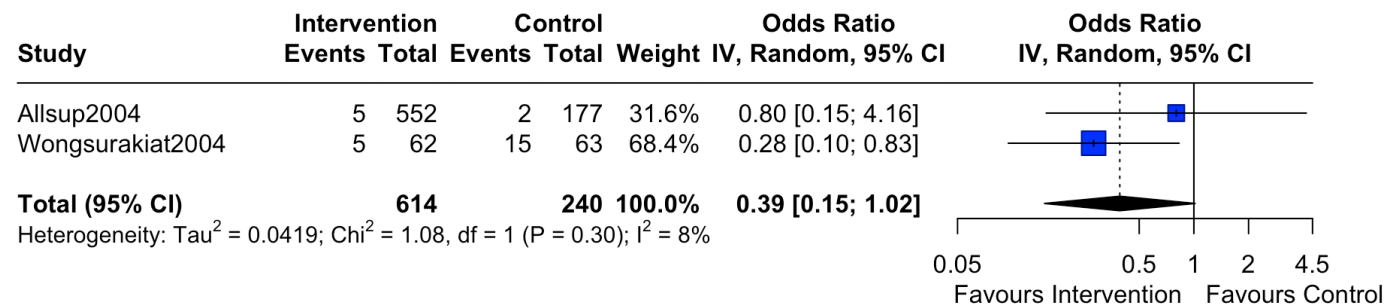 Intervention Control Odds Ratio Odds Ratio
Study Events Total Events Total Weight IV, Random, 95% CI IV, Random, 95% CI
Allsup2004 5 552 2 177 31.6% 0.80 [0.15; 4.16]
Wongsurakiat2004 5 62 15 63 68.4% 0.28 [0.10; 0.83]
Total (95% CI) 614 240 100.0% 0.39 [0.15; 1.02]
Heterogeneity: Tau² = 0.0419; Chi² = 1.08, df = 1 (P = 0.30); I² = 8%
0.05 0.5 1 2 4.5
Favours Intervention Favours Control